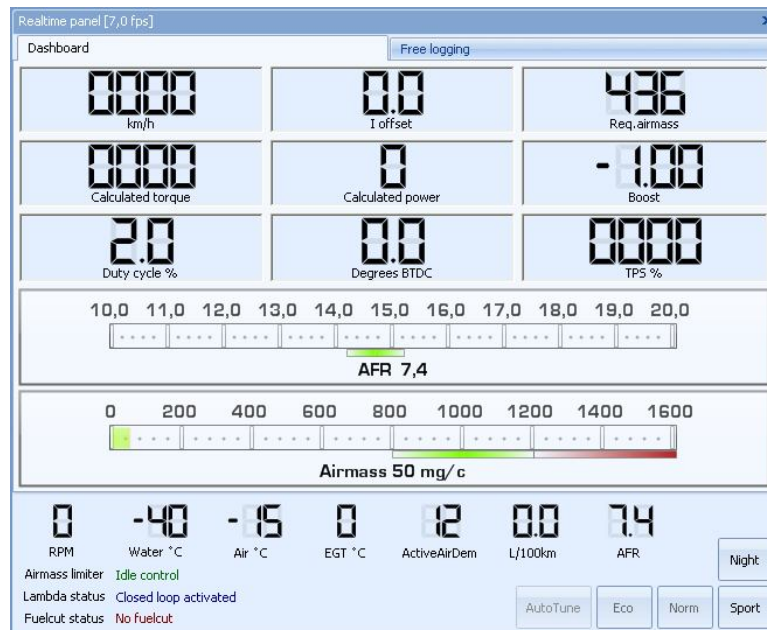 Realtime panel [7,0 fps]
Dashboard
Free logging
0000
km/h
0.0
I offset
436
Req.airmass
0000
Calculated torque
0
Calculated power
-1.00
Boost
2.0
Duty cycle %
0.0
Degrees BTDC
0000
TPS %
10,0 11,0 12,0 13,0 14,0 15,0 16,0 17,0 18,0 19,0 20,0
AFR 7,4
0 200 400 600 800 1000 1200 1400 1600
Airmass 50 mg/c
0 -40 -15 0 12 0.0 7.4
RPM Water °C Air °C EGT °C ActiveAirDem L/100km AFR
Night
Airmass limiter Idle control
Lambda status Closed loop activated
AutoTune Eco Norm Sport
Fuelcut status No fuelcut